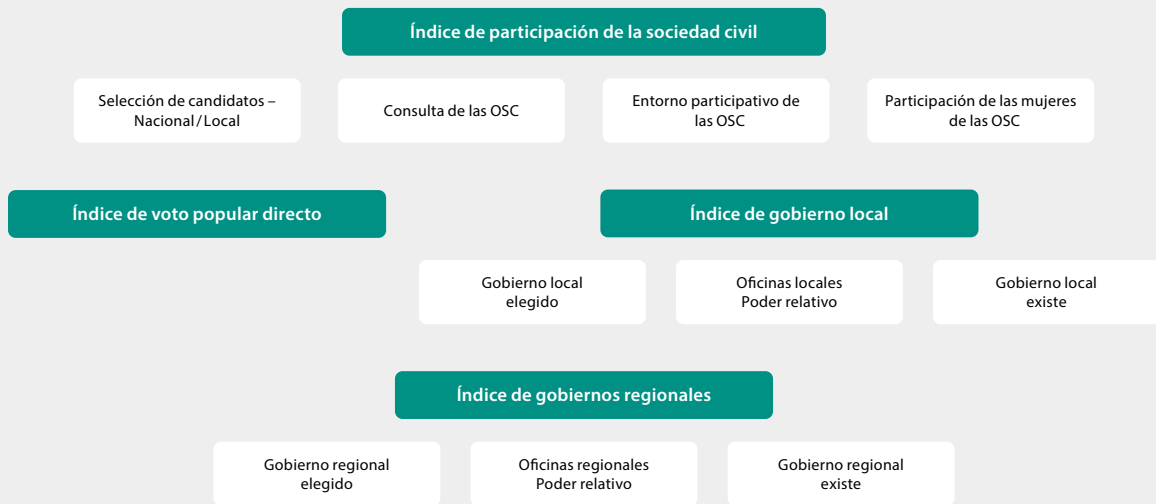 Índice de participación de la sociedad civil
Selección de candidatos –
Nacional/Local
Consulta de las OSC
Entorno participativo de
las OSC
Participación de las mujeres
de las OSC
Índice de voto popular directo
Índice de gobierno local
Gobierno local
elegido
Oficinas locales
Poder relativo
Gobierno local
existe
Índice de gobiernos regionales
Gobierno regional
elegido
Oficinas regionales
Poder relativo
Gobierno regional
existe